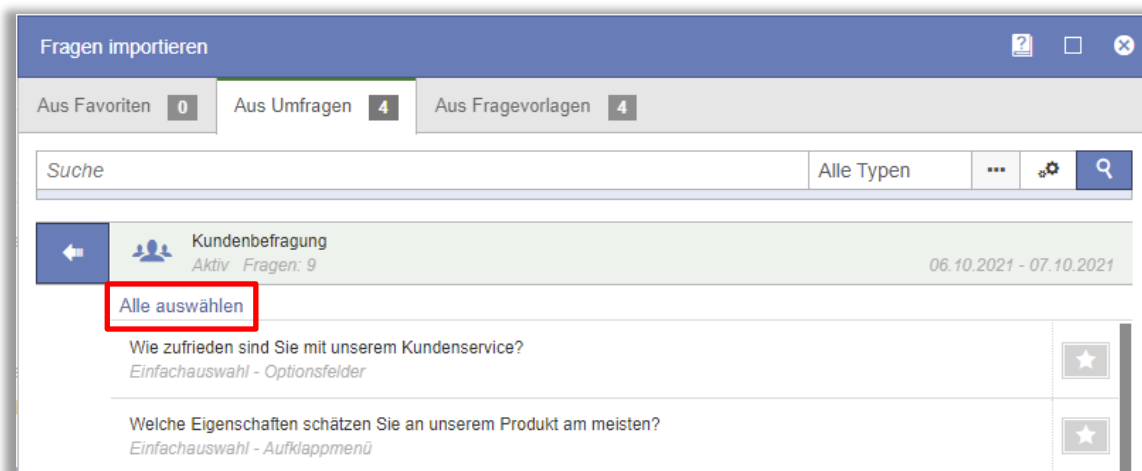 Fragen importieren
Aus Favoriten 0 Aus Umfragen 4 Aus Fragevorlagen 4
Suche Alle Typen
Kundenbefragung
Aktiv Fragen: 9 06.10.2021 - 07.10.2021
Alle auswählen
Wie zufrieden sind Sie mit unserem Kundenservice?
Einfachauswahl - Optionsfelder
Welche Eigenschaften schätzen Sie an unserem Produkt am meisten?
Einfachauswahl - Aufklappmenü